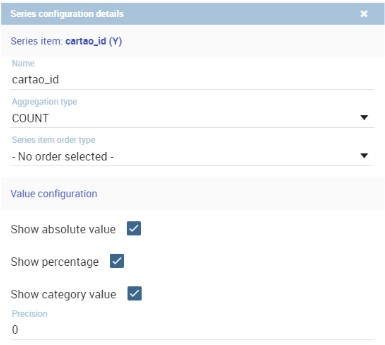 Series configuration details
Series item: cartao_id (Y)
Name
cartao_id
Aggregation type
COUNT
Series item order type
- No order selected -
Value configuration
Show absolute value
Show percentage
Show category value
Precision
0